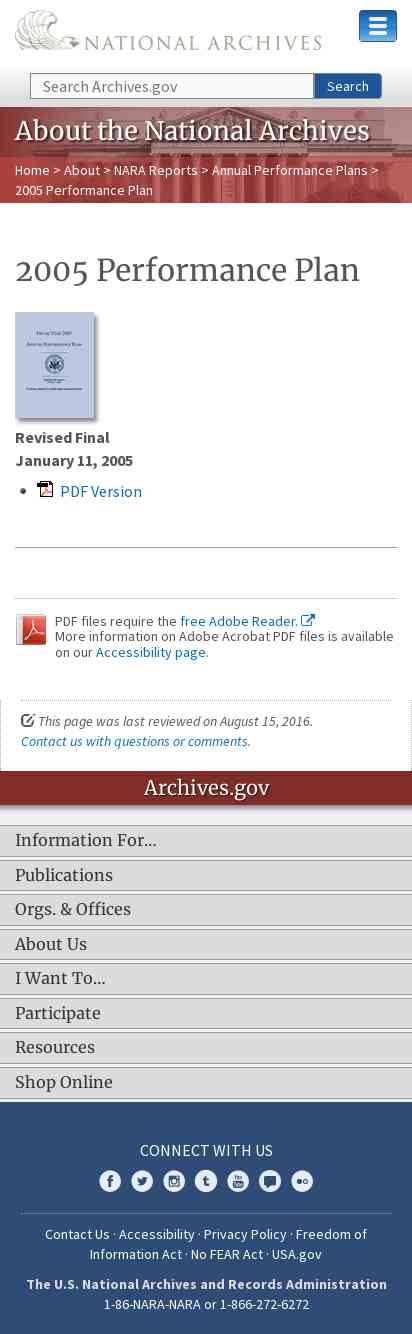 NATIONAL ARCHIVES
Search Archives.gov
Search
About the National Archives
Home > About > NARA Reports > Annual Performance Plans >
2005 Performance Plan
2005 Performance Plan
FISCAL YEAR 2005
ANNUAL PERFORMANCE PLAN
Revised Final
January 11, 2005
PDF Version
PDF files require the free Adobe Reader.
More information on Adobe Acrobat PDF files is available
on our Accessibility page.
This page was last reviewed on August 15, 2016.
Contact us with questions or comments.
Archives.gov
Information For…
Publications
Orgs. & Offices
About Us
I Want To…
Participate
Resources
Shop Online
CONNECT WITH US
Contact Us · Accessibility · Privacy Policy · Freedom of
Information Act · No FEAR Act · USA.gov
The U.S. National Archives and Records Administration
1-86-NARA-NARA or 1-866-272-6272